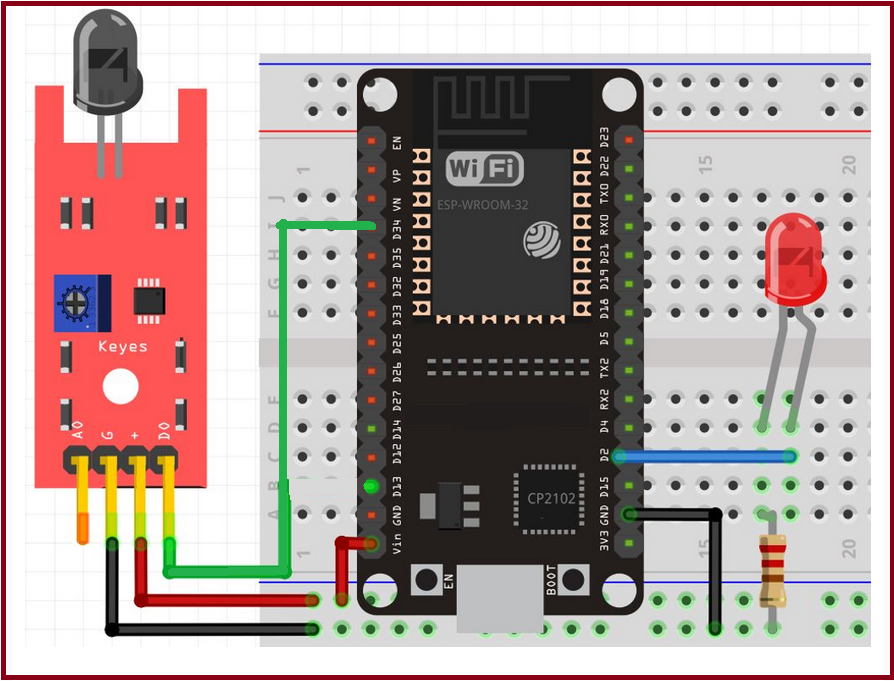 Keyes
AO
G
+
DO
1
15
20
J
I
H
G
F
E
D
C
B
A
1
15
20
EN
VP
VN
D34
D35
D32
D33
D25
D26
D27
D14
D12
D13
GND
Vin
D23
D22
TX0
RX0
D21
D19
D18
D5
TX2
RX2
D4
D2
D15
GND
3V3
WiFi
ESP-WROOM-32
CP2102
EN
BOOT